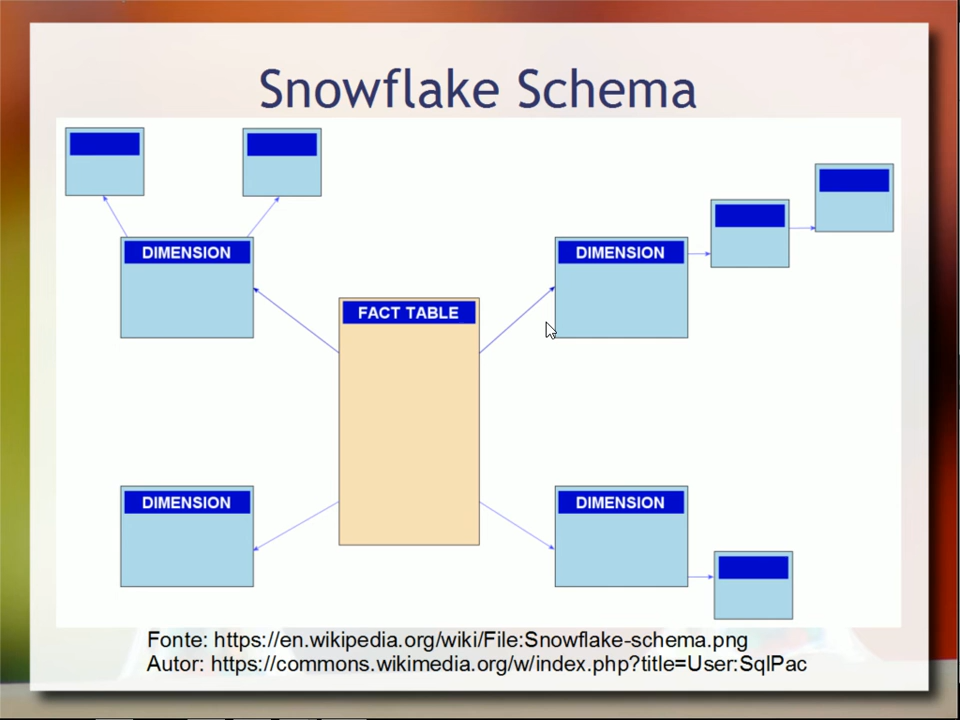 Snowflake Schema
DIMENSION
DIMENSION
FACT TABLE
DIMENSION
DIMENSION
Fonte: https://en.wikipedia.org/wiki/File:Snowflake-schema.png
Autor: https://commons.wikimedia.org/w/index.php?title=User:SqlPac